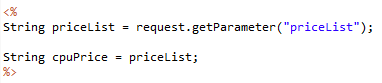 <%
String priceList = request.getParameter("priceList");
String cpuPrice = priceList;
%>